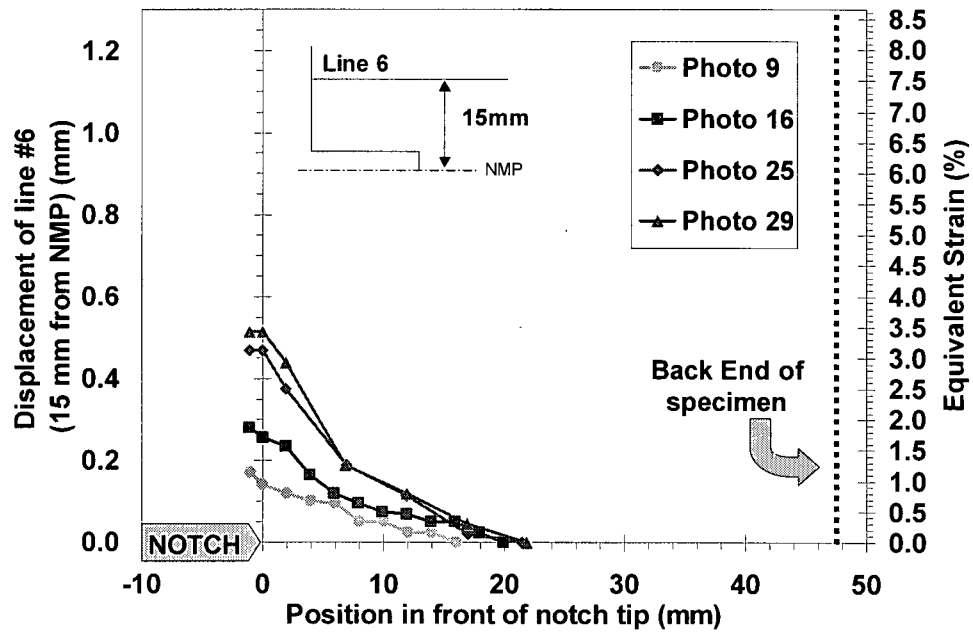 Displacement of line #6
(15 mm from NMP) (mm)
1.2
1.0
0.8
0.6
0.4
0.2
0.0
Line 6
15mm
NMP
Photo 9
Photo 16
Photo 25
Photo 29
Back End of
specimen
NOTCH
8.5
8.0
7.5
7.0
6.5
6.0
5.5
5.0
4.5
4.0
3.5
3.0
2.5
2.0
1.5
1.0
0.5
0.0
Equivalent Strain (%)
-10
0
10
20
30
40
50
Position in front of notch tip (mm)